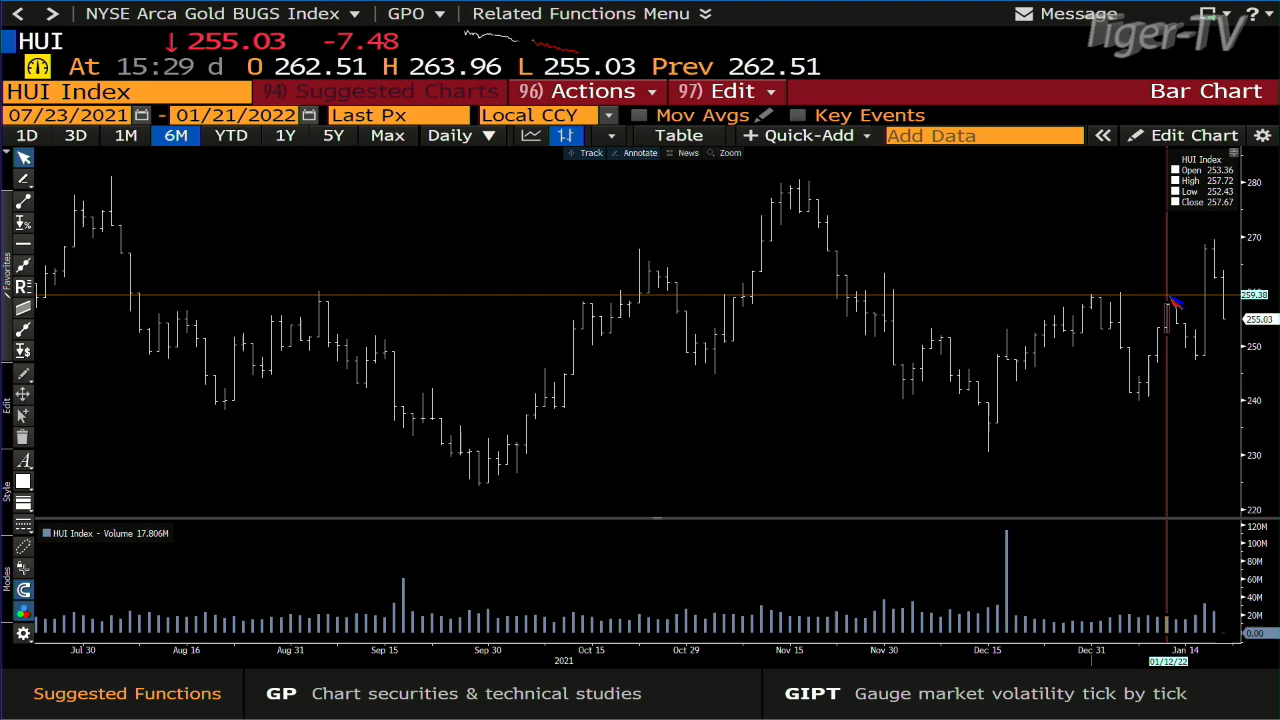 NYSE Arca Gold BUGS Index GPO Related Functions Menu Message ?
Tiger-TV
HUI 255.03 -7.48
At 15:29 d O 262.51 H 263.96 L 255.03 Prev 262.51
HUI Index 94) Suggested Charts 96) Actions 97) Edit Bar Chart
07/23/2021 - 01/21/2022 Last Px Local CCY Mov Avgs Key Events
1D 3D 1M 6M YTD 1Y 5Y Max Daily Table + Quick-Add Add Data Edit Chart
Track Annotate News Zoom
HUI Index
Open 253.36
High 257.72
Low 252.43
Close 257.67
280
270
259.38
255.03
250
240
230
220
Favorites
Edit
Style
Modes
HUI Index - Volume 17.806M
120M
100M
80M
60M
40M
20M
0.00
Jul 30 Aug 16 Aug 31 Sep 15 Sep 30 Oct 15 Oct 29 Nov 15 Nov 30 Dec 15 Dec 31 Jan 14
2021 01/12/22
Suggested Functions GP Chart securities & technical studies GIPT Gauge market volatility tick by tick